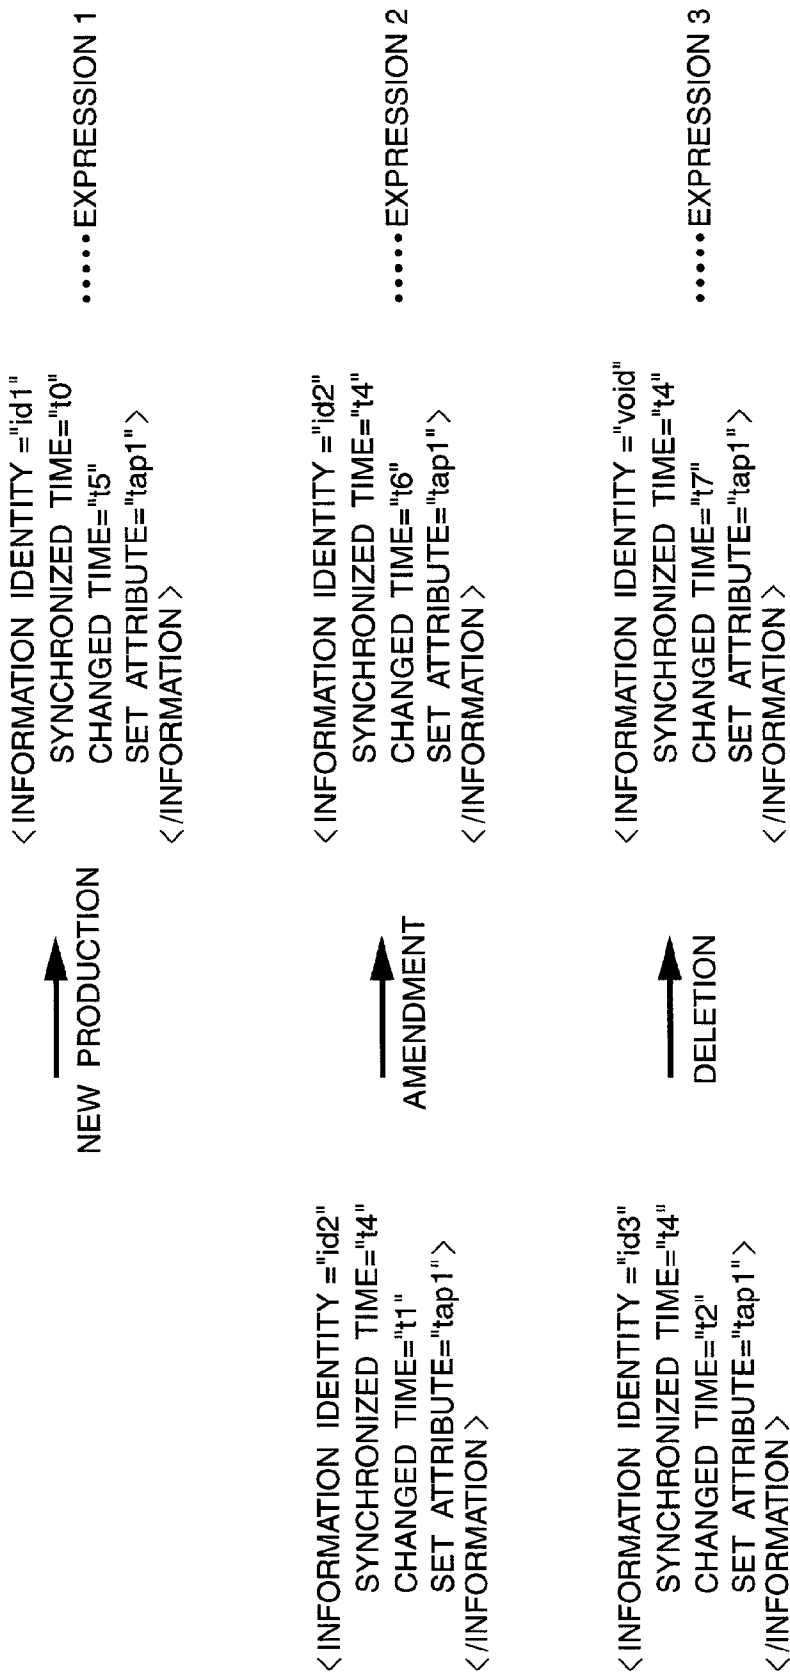 NEW PRODUCTION
<INFORMATION IDENTITY ="id1"
SYNCHRONIZED TIME="t0"
CHANGED TIME="t5"
SET ATTRIBUTE="tap1">
</INFORMATION>
•••••EXPRESSION 1
<INFORMATION IDENTITY ="id2"
SYNCHRONIZED TIME="t4"
CHANGED TIME="t1"
SET ATTRIBUTE="tap1">
</INFORMATION>
AMENDMENT
<INFORMATION IDENTITY ="id2"
SYNCHRONIZED TIME="t4"
CHANGED TIME="t6"
SET ATTRIBUTE="tap1">
</INFORMATION>
•••••EXPRESSION 2
<INFORMATION IDENTITY ="id3"
SYNCHRONIZED TIME="t4"
CHANGED TIME="t2"
SET ATTRIBUTE="tap1">
</INFORMATION>
DELETION
<INFORMATION IDENTITY ="void"
SYNCHRONIZED TIME="t4"
CHANGED TIME="t7"
SET ATTRIBUTE="tap1">
</INFORMATION>
•••••EXPRESSION 3